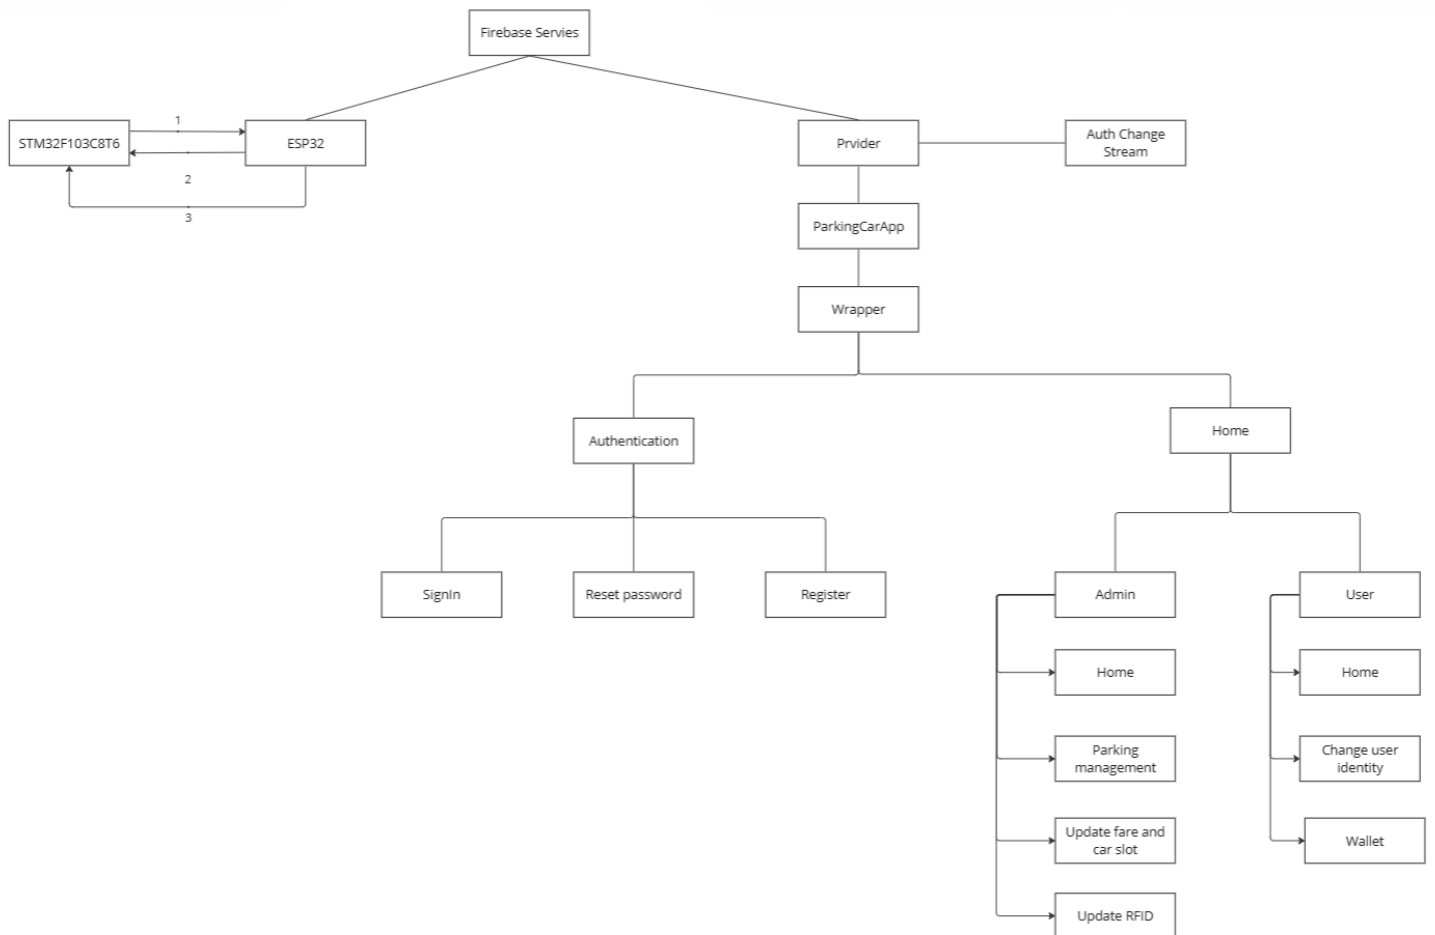 Firebase Servies
1
STM32F103C8T6
ESP32
2
3
Prvider
Auth Change
Stream
ParkingCarApp
Wrapper
Authentication
Home
SignIn
Reset password
Register
Admin
User
Home
Home
Parking
management
Change user
identity
Update fare and
car slot
Wallet
Update RFID